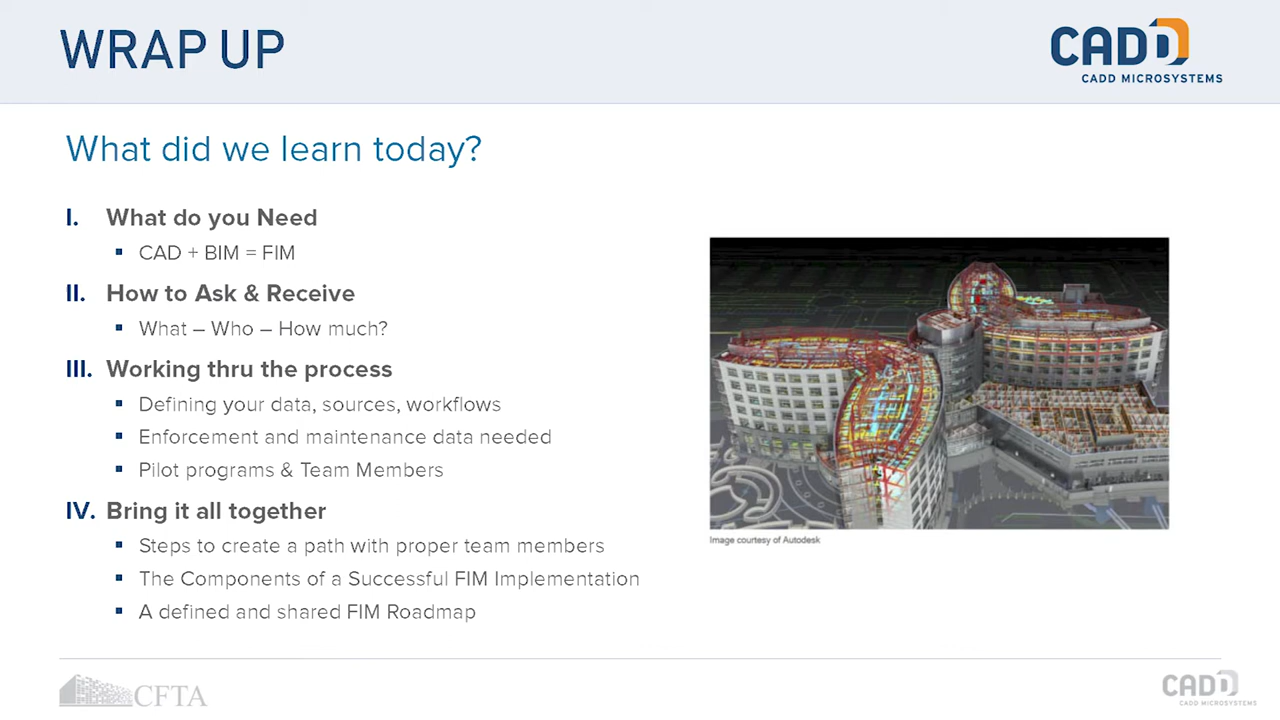 WRAP UP
CADD
CADD MICROSYSTEMS
What did we learn today?
I. What do you Need
▪ CAD + BIM = FIM
II. How to Ask & Receive
▪ What – Who – How much?
III. Working thru the process
▪ Defining your data, sources, workflows
▪ Enforcement and maintenance data needed
▪ Pilot programs & Team Members
IV. Bring it all together
▪ Steps to create a path with proper team members
▪ The Components of a Successful FIM Implementation
▪ A defined and shared FIM Roadmap
Image courtesy of Autodesk
CFTA
CADD
CADD MICROSYSTEMS